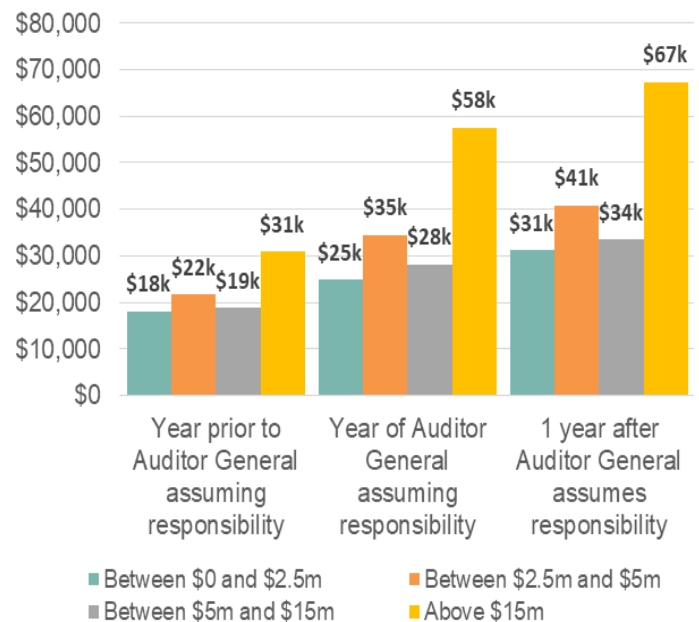 $80,000
$70,000
$60,000
$50,000
$40,000
$30,000
$20,000
$10,000
$0
$18k
$22k
$19k
$31k
$25k
$35k
$28k
$58k
$31k
$41k
$34k
$67k
Year prior to
Auditor General
assuming
responsibility
Year of Auditor
General
assuming
responsibility
1 year after
Auditor General
assumes
responsibility
Between $0 and $2.5m
Between $2.5m and $5m
Between $5m and $15m
Above $15m